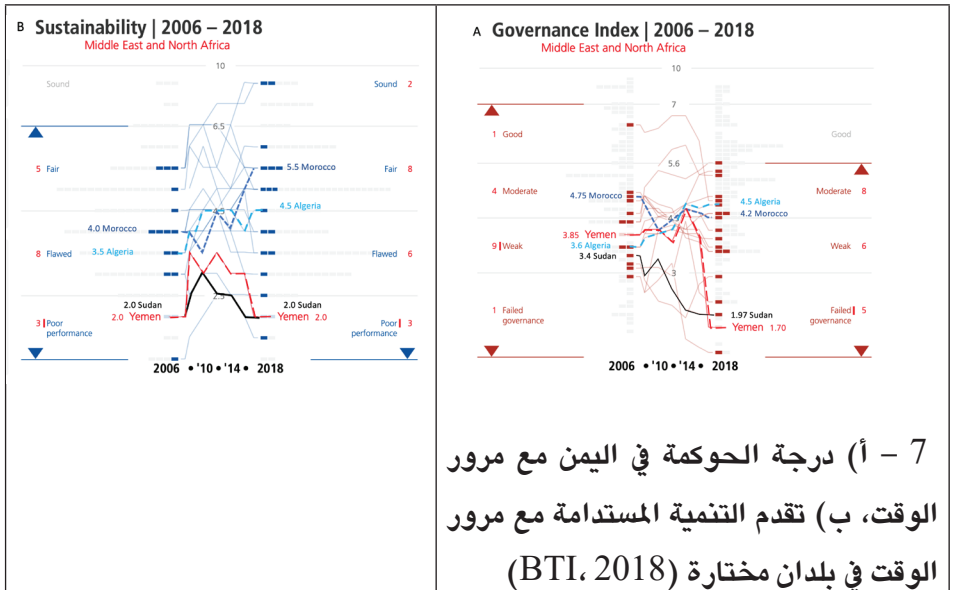 B Sustainability | 2006 – 2018
Middle East and North Africa
10
Sound
Sound 2
6.5
5 Fair
5.5 Morocco
Fair 8
4.5
4.5 Algeria
4.0 Morocco
3.5 Algeria
8 Flawed
Flawed 6
2.5
2.0 Sudan
2.0 Sudan
2.0 Yemen
Yemen 2.0
3 Poor
performance
Poor 3
performance
2006 • '10 • '14 • 2018
A Governance Index | 2006 – 2018
Middle East and North Africa
10
7
1 Good
Good
5.6
4 Moderate
Moderate 8
4.75 Morocco
4.5 Algeria
4.2 Morocco
3.85 Yemen
9 Weak
3.6 Algeria
Weak 6
3.4 Sudan
3
1 Failed
governance
1.97 Sudan
Failed 5
governance
Yemen 1.70
2006 • '10 • '14 • 2018
7 – أ) درجة الحوكمة في اليمن مع مرور
الوقت، ب) تقدم التنمية المستدامة مع مرور
الوقت في بلدان مختارة (BTI، 2018)